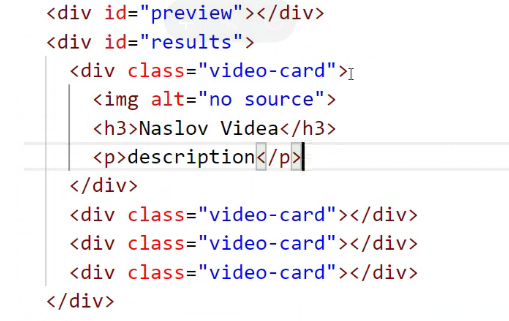 <div id="preview"></div>
<div id="results">
<div class="video-card">
<img alt="no source">
<h3>Naslov Videa</h3>
<p>description</p>
</div>
<div class="video-card"></div>
<div class="video-card"></div>
<div class="video-card"></div>
</div>